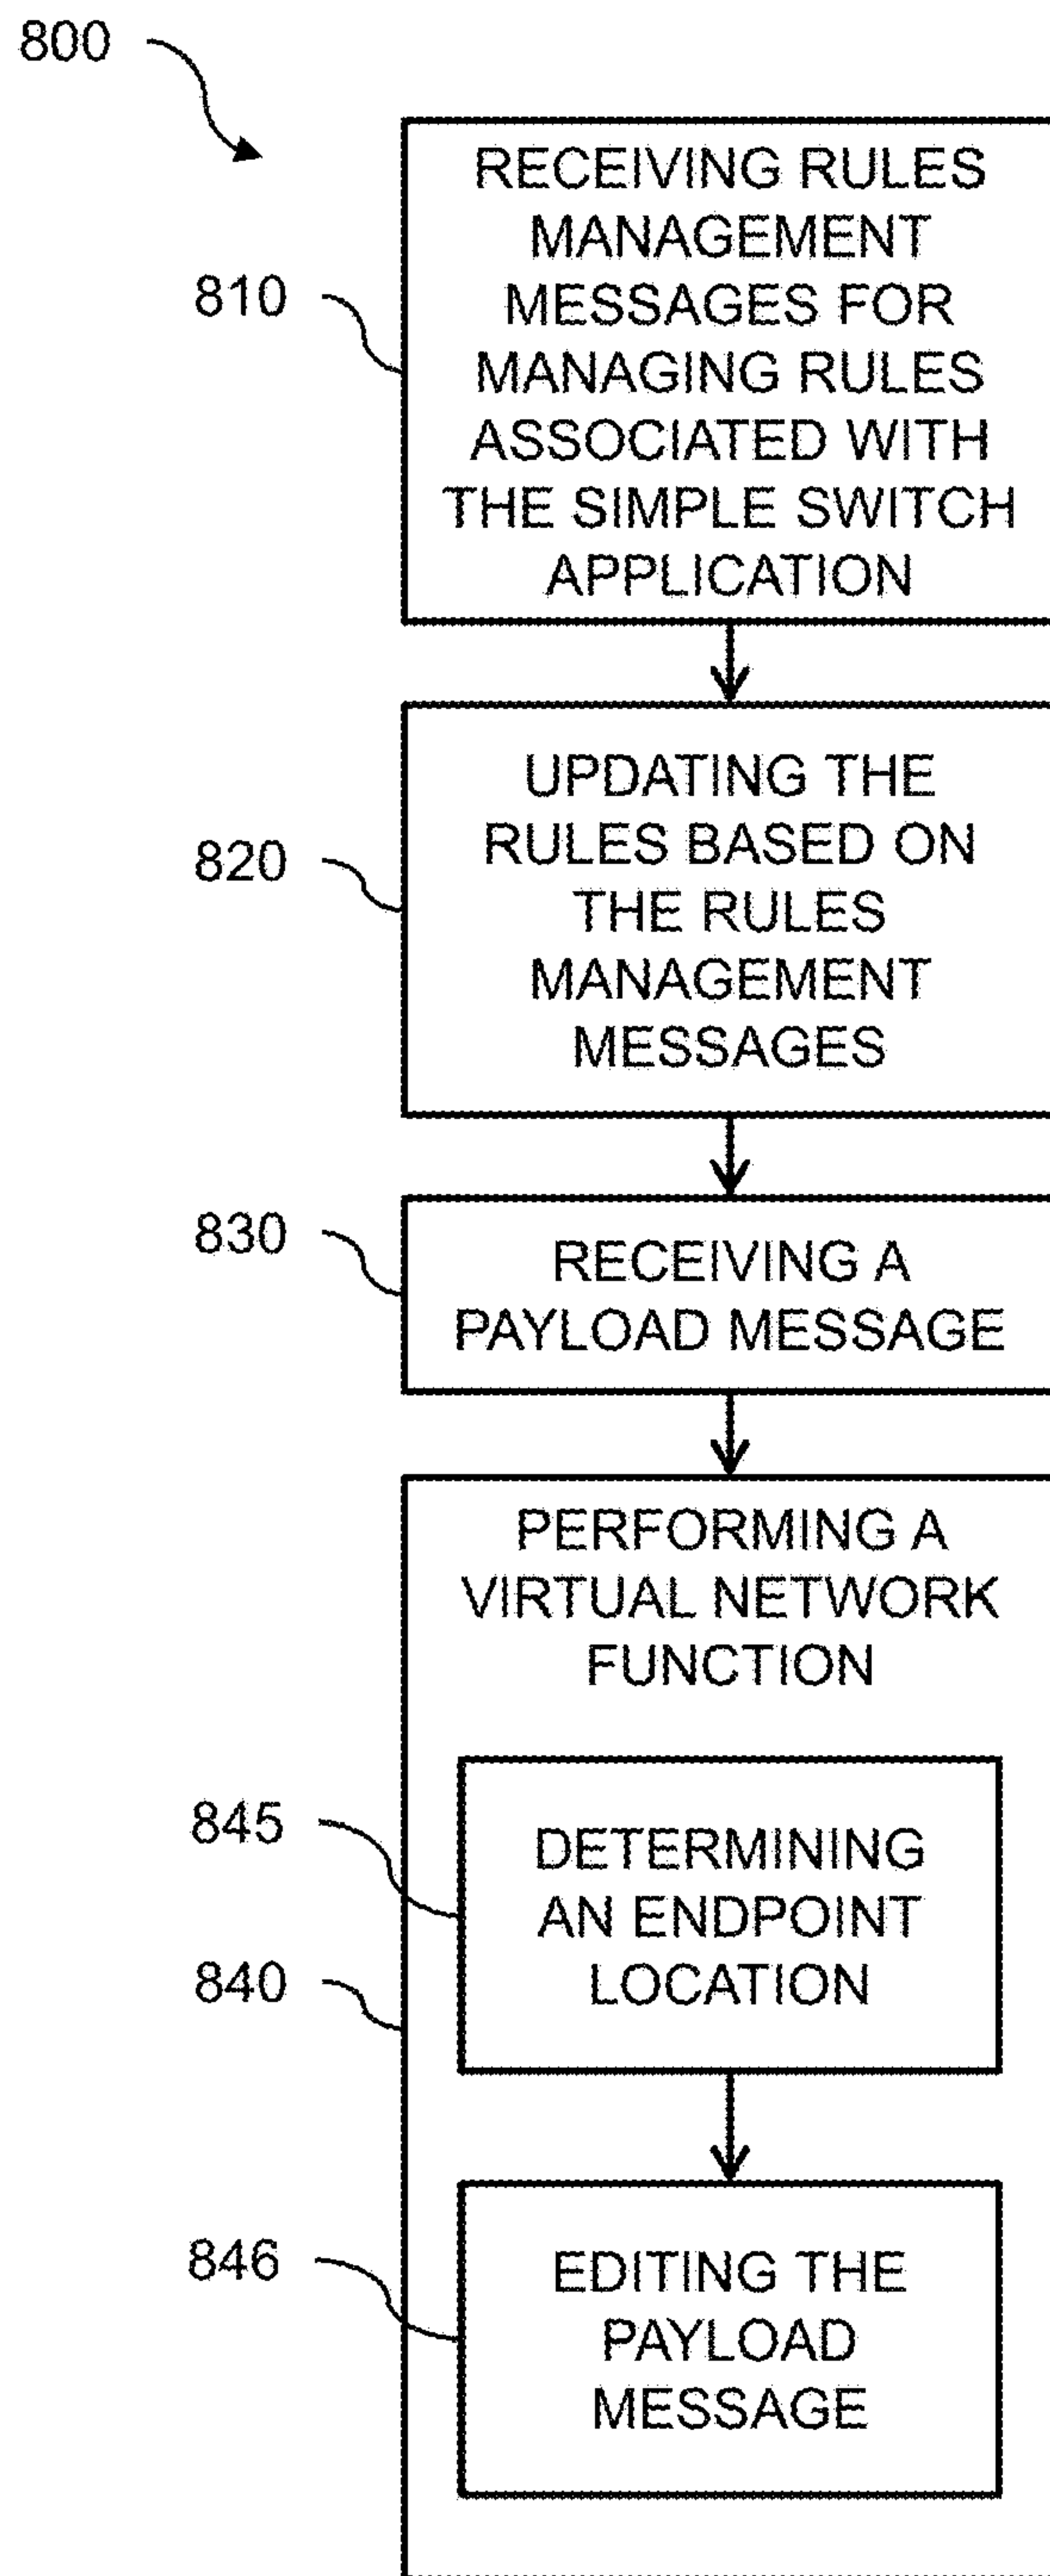 800
810
RECEIVING RULES
MANAGEMENT
MESSAGES FOR
MANAGING RULES
ASSOCIATED WITH
THE SIMPLE SWITCH
APPLICATION
820
UPDATING THE
RULES BASED ON
THE RULES
MANAGEMENT
MESSAGES
830
RECEIVING A
PAYLOAD MESSAGE
840
PERFORMING A
VIRTUAL NETWORK
FUNCTION
845
DETERMINING
AN ENDPOINT
LOCATION
846
EDITING THE
PAYLOAD
MESSAGE